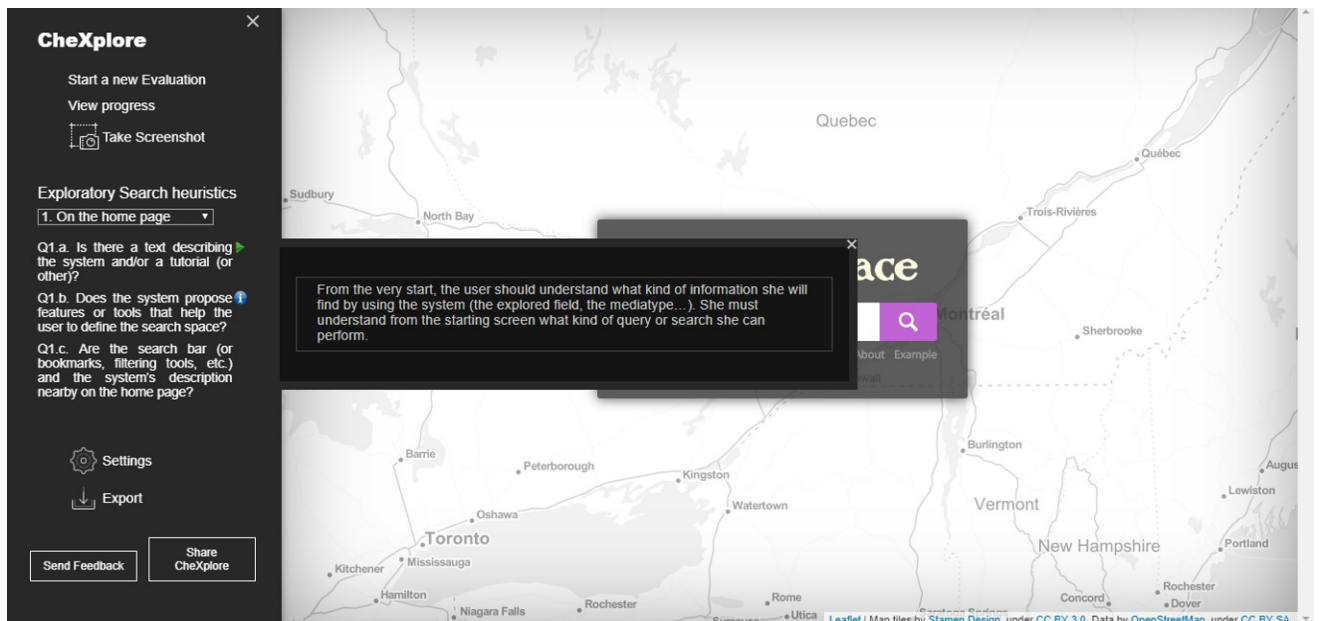 CheXplore
Start a new Evaluation
View progress
Take Screenshot
Exploratory Search heuristics
1. On the home page
Q1.a. Is there a text describing
the system and/or a tutorial (or
other)?
Q1.b. Does the system propose
features or tools that help the
user to define the search space?
Q1.c. Are the search bar (or
bookmarks, filtering tools, etc.)
and the system's description
nearby on the home page?
Settings
Export
Send Feedback
Share
CheXplore
From the very start, the user should understand what kind of information she will
find by using the system (the explored field, the mediatype...). She must
understand from the starting screen what kind of query or search she can
perform.
ace
About Example
Quebec
Québec
Sudbury
North Bay
Trois-Rivières
Montréal
Sherbrooke
Barrie
Peterborough
Kingston
Burlington
Augus
Lewiston
Watertown
Vermont
Oshawa
Toronto
New Hampshire
Portland
Kitchener
Mississauga
Hamilton
Rochester
Rome
Concord
Rochester
Dover
Niagara Falls
Utica
Syracuse
Saratoga Springs
Leaflet | Map tiles by Stamen Design, under CC BY 3.0. Data by OpenStreetMap, under CC BY SA.